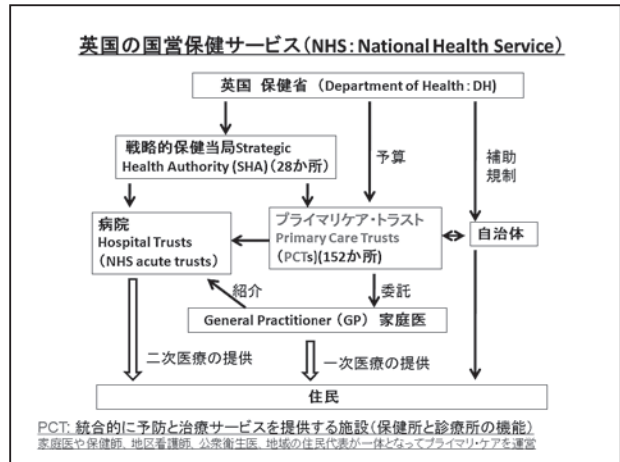 英国の国営保健サービス(NHS: National Health Service)
英国 保健省 (Department of Health : DH)
戦略的保健当局Strategic
Health Authority (SHA) (28か所)
予算
補助
規制
病院
Hospital Trusts
(NHS acute trusts)
プライマリケア・トラスト
Primary Care Trusts
(PCTs)(152か所)
自治体
紹介
委託
General Practitioner (GP) 家庭医
二次医療の提供
一次医療の提供
住民
PCT: 統合的に予防と治療サービスを提供する施設(保健所と診療所の機能)
家庭医や保健師、地区看護師、公衆衛生医、地域の住民代表が一体となってプライマリ・ケアを運営